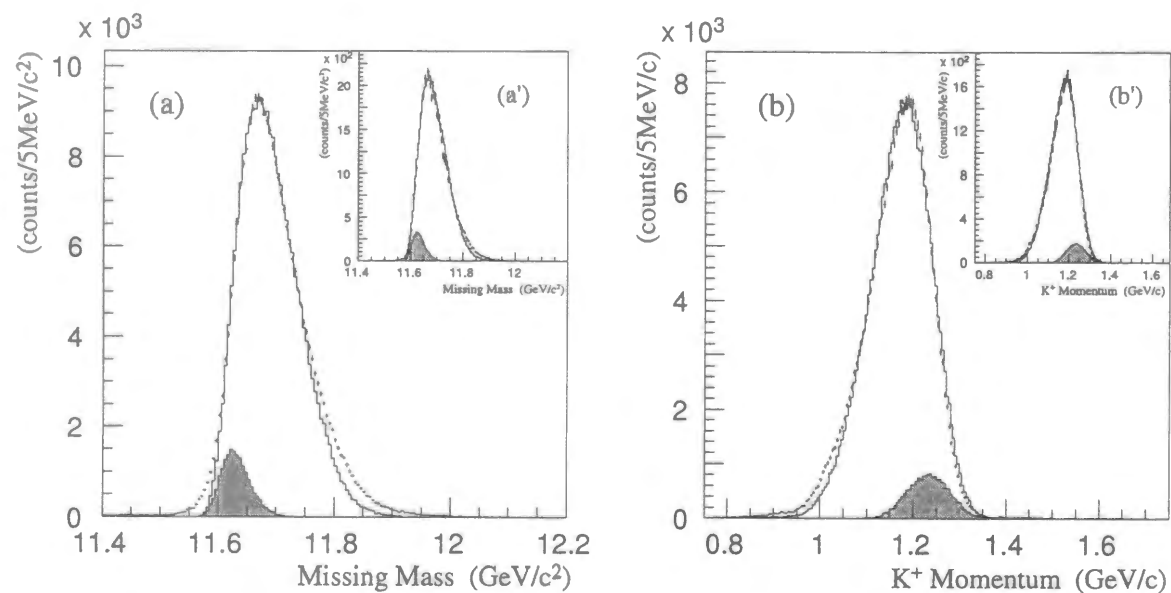 x 10³
(counts/5MeV/c²)
10
8
6
4
2
0
(a)
11.4
11.6
11.8
12
12.2
Missing Mass (GeV/c²)
x 10²
(counts/5MeV/c²)
20
15
10
5
0
(a')
11.4
11.6
11.8
12
Missing Mass (GeV/c²)
x 10³
(counts/5MeV/c)
8
6
4
2
0
(b)
0.8
1
1.2
1.4
1.6
K⁺ Momentum (GeV/c)
x 10²
(counts/5MeV/c)
16
12
8
4
0
(b')
0.8
1
1.2
1.4
1.6
K⁺ Momentum (GeV/c)